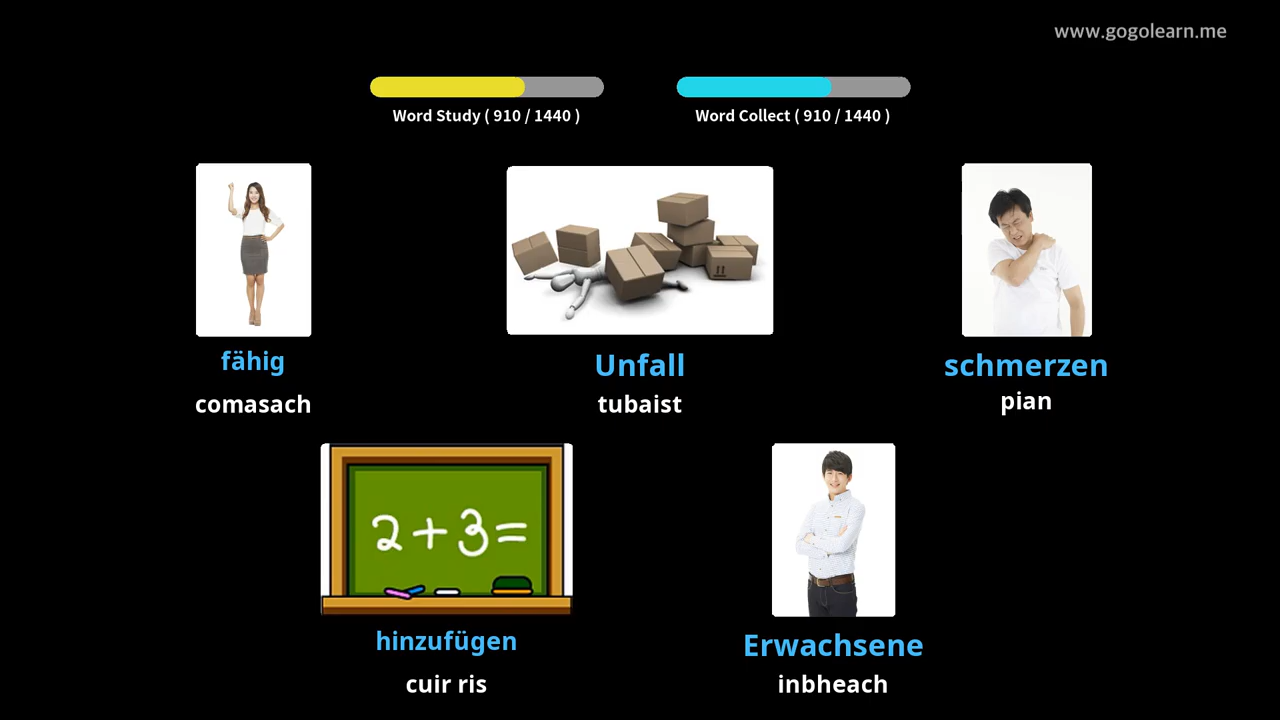 www.gogolearn.me
Word Study ( 910 / 1440 )
Word Collect ( 910 / 1440 )
fähig
comasach
Unfall
tubaist
schmerzen
pian
2+3=
hinzufügen
cuir ris
Erwachsene
inbheach